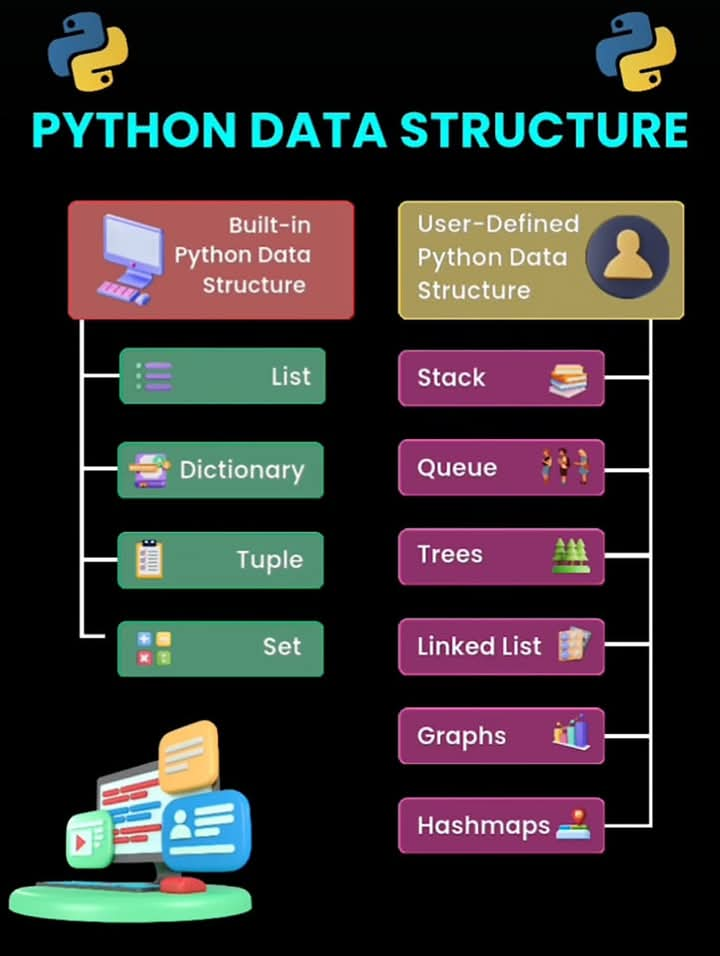 PYTHON DATA STRUCTURE
Built-in
Python Data
Structure
List
Dictionary
Tuple
Set
User-Defined
Python Data
Structure
Stack
Queue
Trees
Linked List
Graphs
Hashmaps